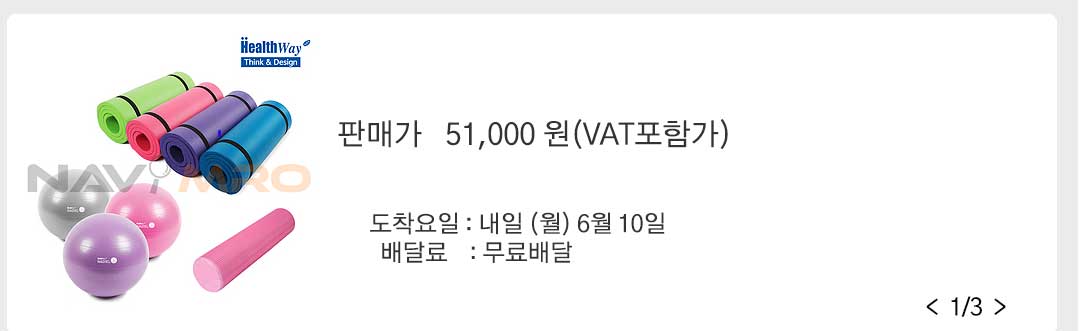 HealthWay
Think & Design
판매가 51,000 원(VAT포함가)
NAViMRO
도착요일 : 내일 (월) 6월 10일
배달료 : 무료배달
< 1/3 >